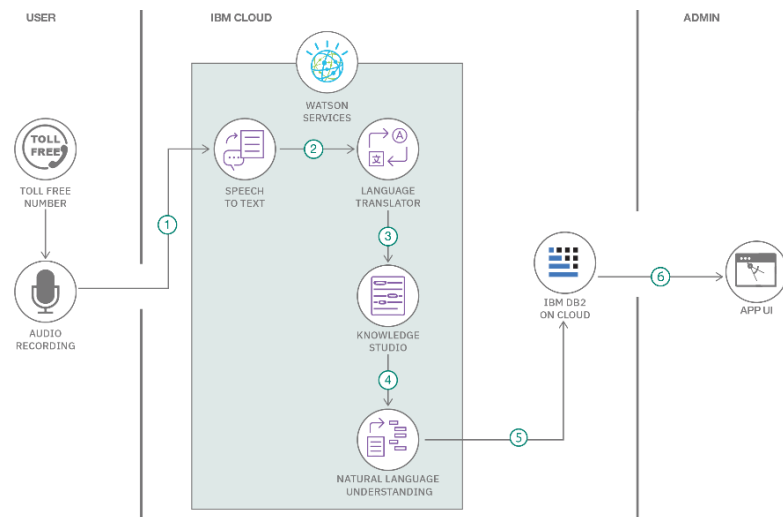 USER
IBM CLOUD
ADMIN
WATSON
SERVICES
TOLL
FREE
TOLL FREE
NUMBER
SPEECH
TO TEXT
2
A
文
LANGUAGE
TRANSLATOR
1
3
AUDIO
RECORDING
KNOWLEDGE
STUDIO
IBM DB2
ON CLOUD
6
APP UI
4
5
NATURAL LANGUAGE
UNDERSTANDING